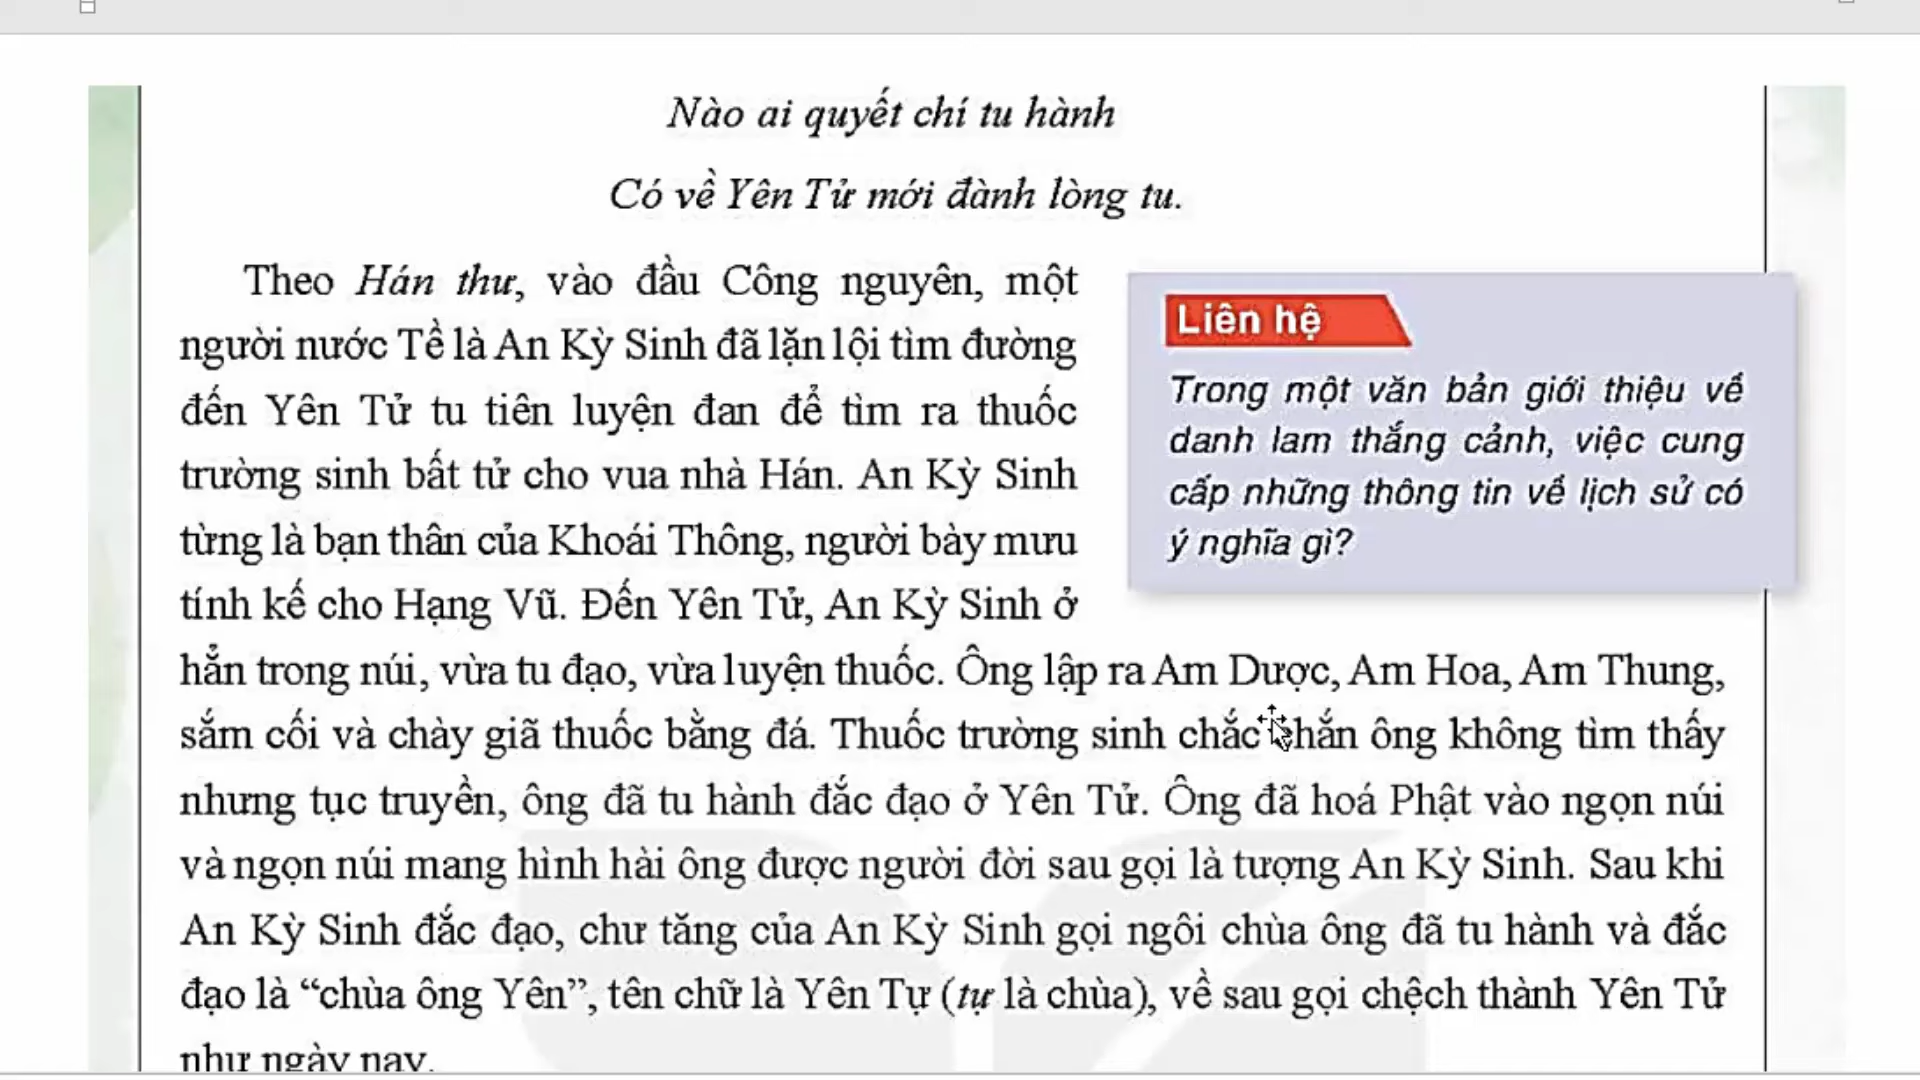 Nào ai quyết chí tu hành
Có về Yên Tử mới đành lòng tu.
Theo Hán thư, vào đầu Công nguyên, một
người nước Tề là An Kỳ Sinh đã lặn lội tìm đường
đến Yên Tử tu tiên luyện đan để tìm ra thuốc
trường sinh bất tử cho vua nhà Hán. An Kỳ Sinh
từng là bạn thân của Khoái Thông, người bày mưu
tính kế cho Hạng Vũ. Đến Yên Tử, An Kỳ Sinh ở
hẳn trong núi, vừa tu đạo, vừa luyện thuốc. Ông lập ra Am Dược, Am Hoa, Am Thung,
sắm cối và chày giã thuốc bằng đá. Thuốc trường sinh chắc chắn ông không tìm thấy
nhưng tục truyền, ông đã tu hành đắc đạo ở Yên Tử. Ông đã hoá Phật vào ngọn núi
và ngọn núi mang hình hài ông được người đời sau gọi là tượng An Kỳ Sinh. Sau khi
An Kỳ Sinh đắc đạo, chư tăng của An Kỳ Sinh gọi ngôi chùa ông đã tu hành và đắc
đạo là “chùa ông Yên”, tên chữ là Yên Tự (tự là chùa), về sau gọi chệch thành Yên Tử
như ngày nay.
Liên hệ
Trong một văn bản giới thiệu về
danh lam thắng cảnh, việc cung
cấp những thông tin về lịch sử có
ý nghĩa gì?